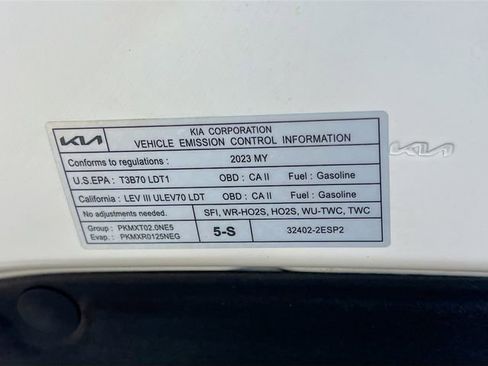 KIA
KIA CORPORATION
VEHICLE EMISSION CONTROL INFORMATION
Conforms to regulations : 2023 MY
U.S.EPA : T3B70 LDT1 OBD : CA II Fuel : Gasoline
California : LEV III ULEV70 LDT OBD : CA II Fuel : Gasoline
No adjustments needed. SFI, WR-HO2S, HO2S, WU-TWC, TWC
Group : PKMXT02.0NE5
Evap. : PKMXR0125NEG
5-S
32402-2ESP2
KIA